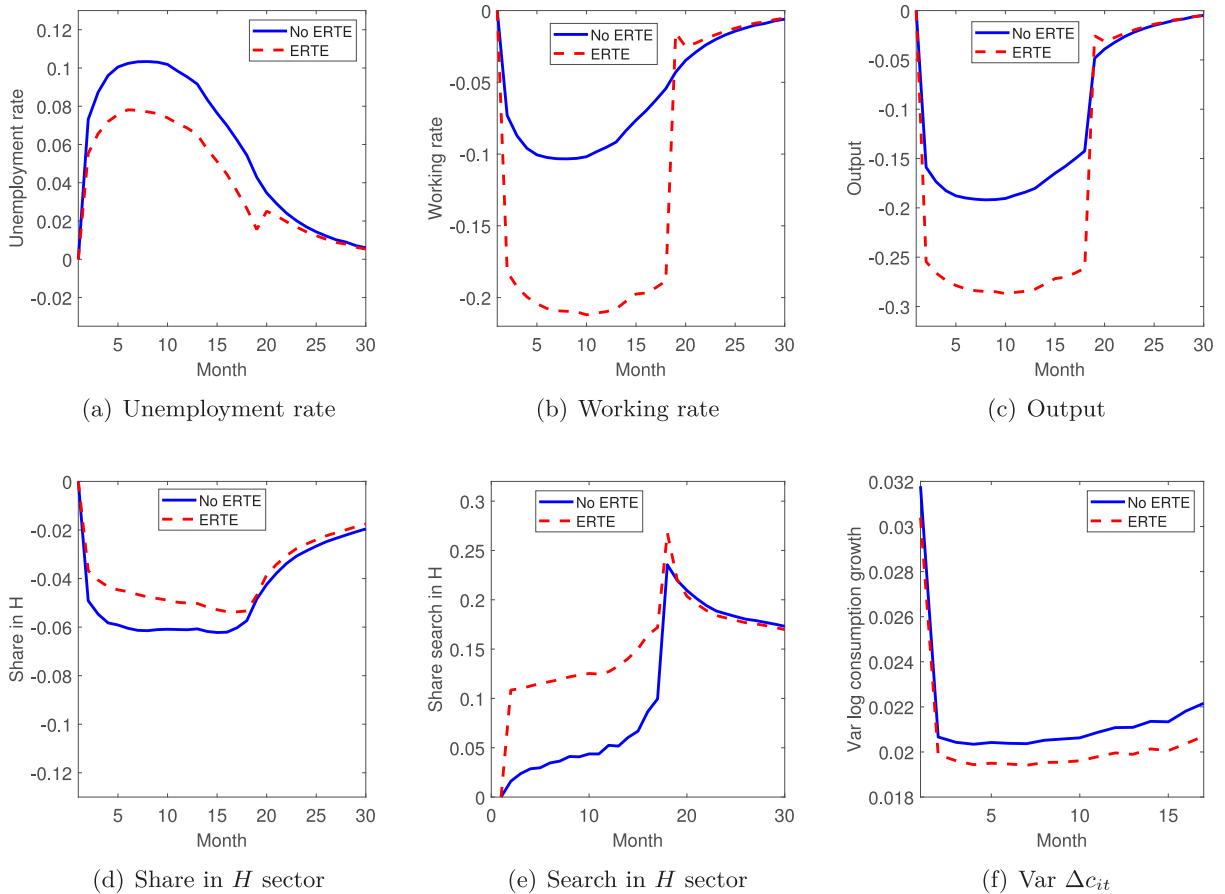 0.12
0.1
0.08
0.06
0.04
0.02
0
-0.02
Unemployment rate
No ERTE
ERTE
5 10 15 20 25 30
Month
(a) Unemployment rate
0
-0.05
-0.1
-0.15
-0.2
Working rate
No ERTE
ERTE
5 10 15 20 25 30
Month
(b) Working rate
0
-0.05
-0.1
-0.15
-0.2
-0.25
-0.3
Output
No ERTE
ERTE
5 10 15 20 25 30
Month
(c) Output
0
-0.02
-0.04
-0.06
-0.08
-0.1
-0.12
Share in H
No ERTE
ERTE
5 10 15 20 25 30
Month
(d) Share in H sector
0.3
0.25
0.2
0.15
0.1
0.05
0
Share search in H
No ERTE
ERTE
0 10 20 30
Month
(e) Search in H sector
0.032
0.03
0.028
0.026
0.024
0.022
0.02
0.018
Var log consumption growth
No ERTE
ERTE
5 10 15
Month
(f) Var Δc_it